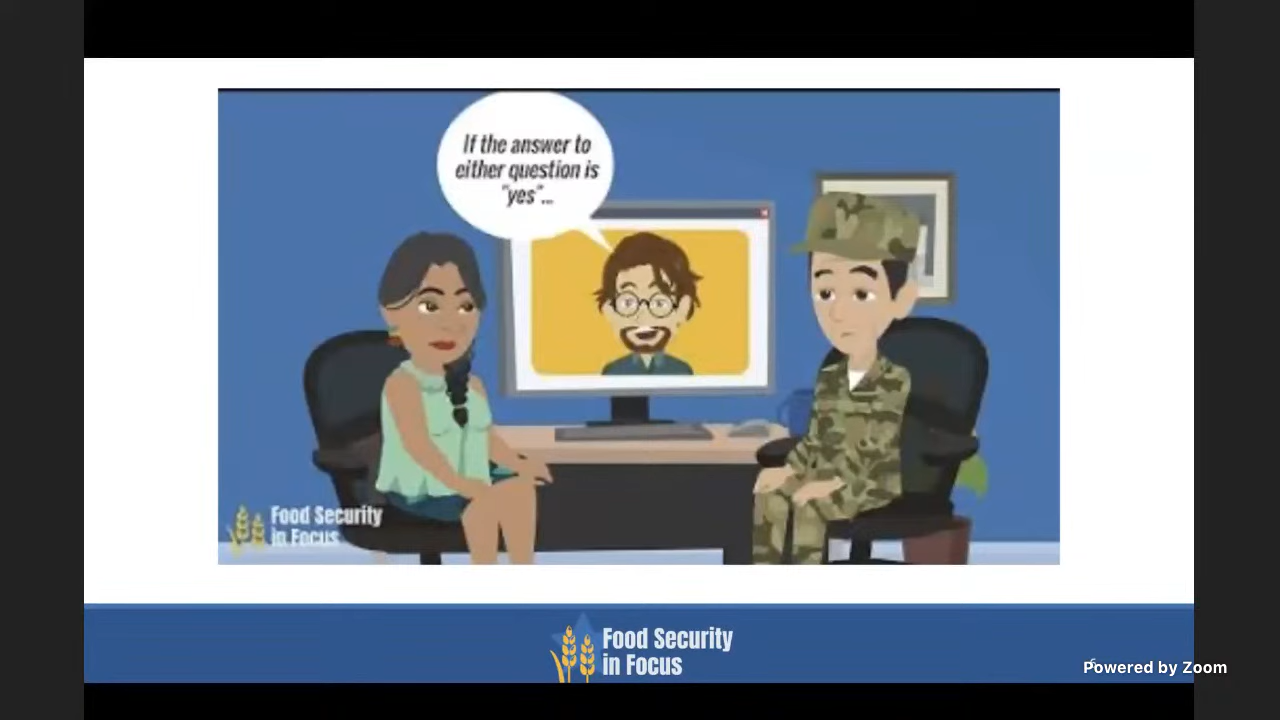 If the answer to
either question is
"yes"...
Food Security
in Focus
Food Security
in Focus
Powered by Zoom